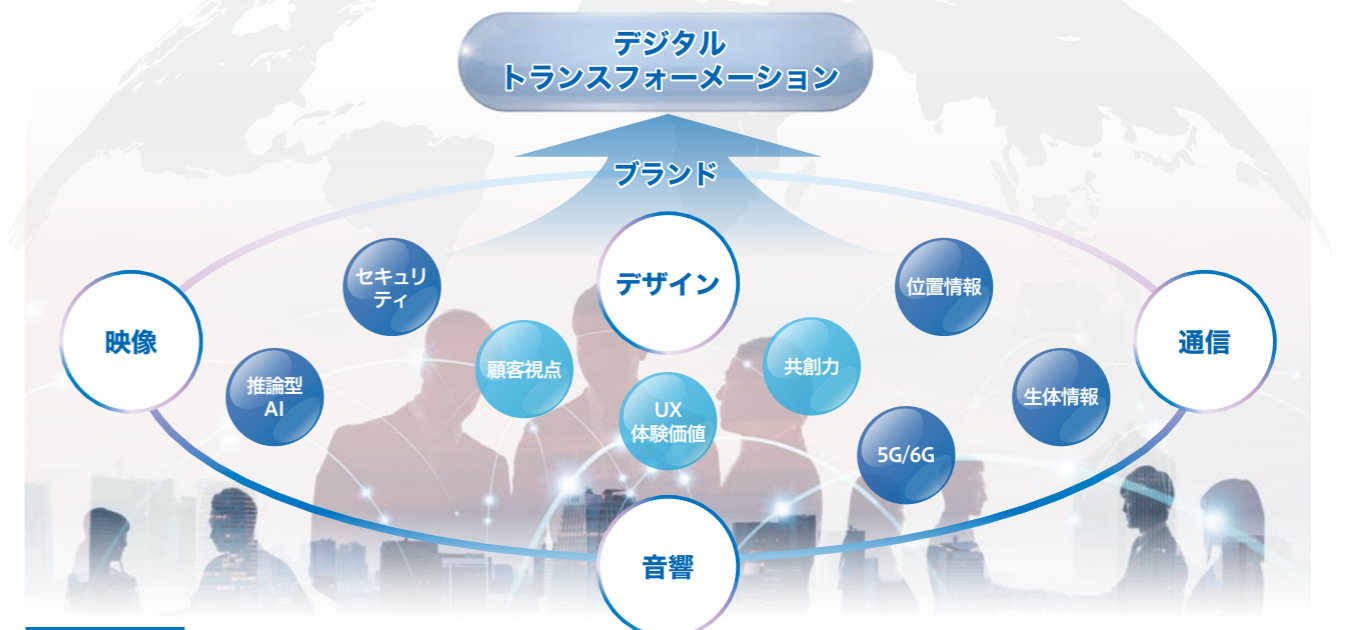 デジタル
トランスフォーメーション
ブランド
セキュリ
ティ
デザイン
位置情報
映像
通信
顧客視点
共創力
推論型
AI
UX
体験価値
生体情報
5G/6G
音響